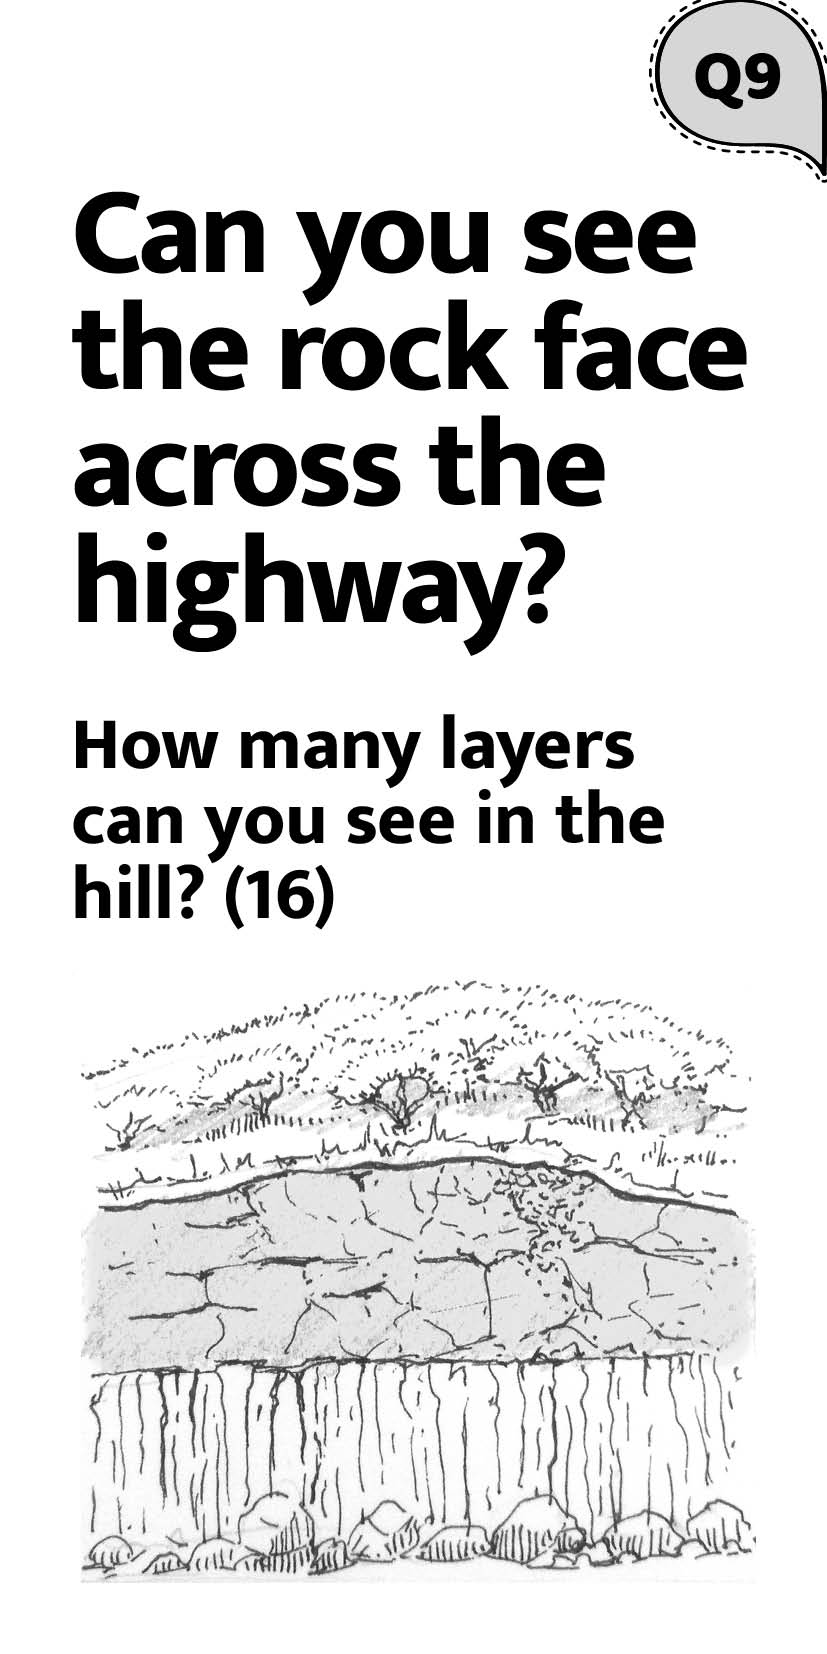 Q9
Can you see
the rock face
across the
highway?
How many layers
can you see in the
hill? (16)